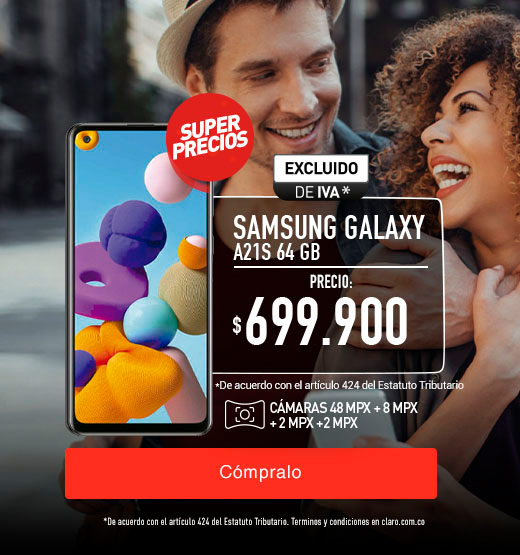 SUPER
PRECIOS
EXCLUIDO
DE IVA*
SAMSUNG GALAXY
A21S 64 GB
PRECIO:
$699.900
*De acuerdo con el artículo 424 del Estatuto Tributario
CÁMARAS 48 MPX + 8 MPX
+ 2 MPX +2 MPX
Cómpralo
*De acuerdo con el artículo 424 del Estatuto Tributario. Terminos y condiciones en claro.com.co